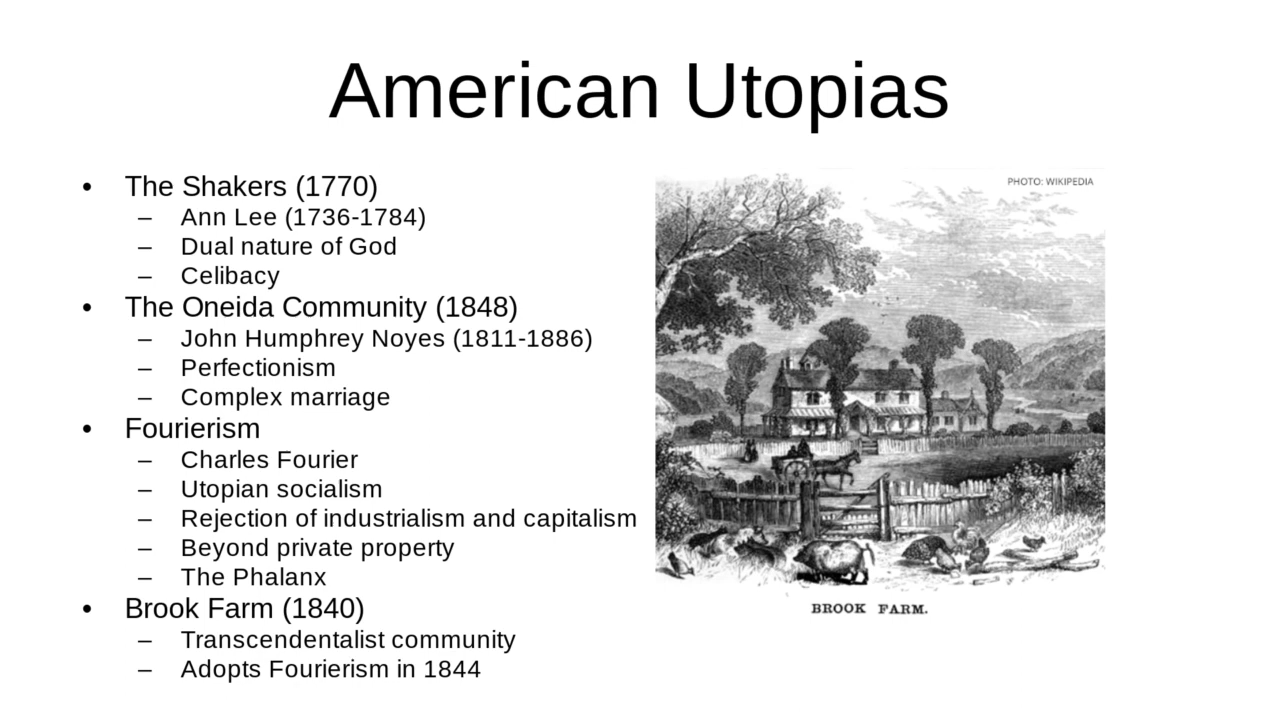 American Utopias
• The Shakers (1770)
– Ann Lee (1736-1784)
– Dual nature of God
– Celibacy
• The Oneida Community (1848)
– John Humphrey Noyes (1811-1886)
– Perfectionism
– Complex marriage
• Fourierism
– Charles Fourier
– Utopian socialism
– Rejection of industrialism and capitalism
– Beyond private property
– The Phalanx
• Brook Farm (1840)
– Transcendentalist community
– Adopts Fourierism in 1844
PHOTO: WIKIPEDIA
BROOK FARM.